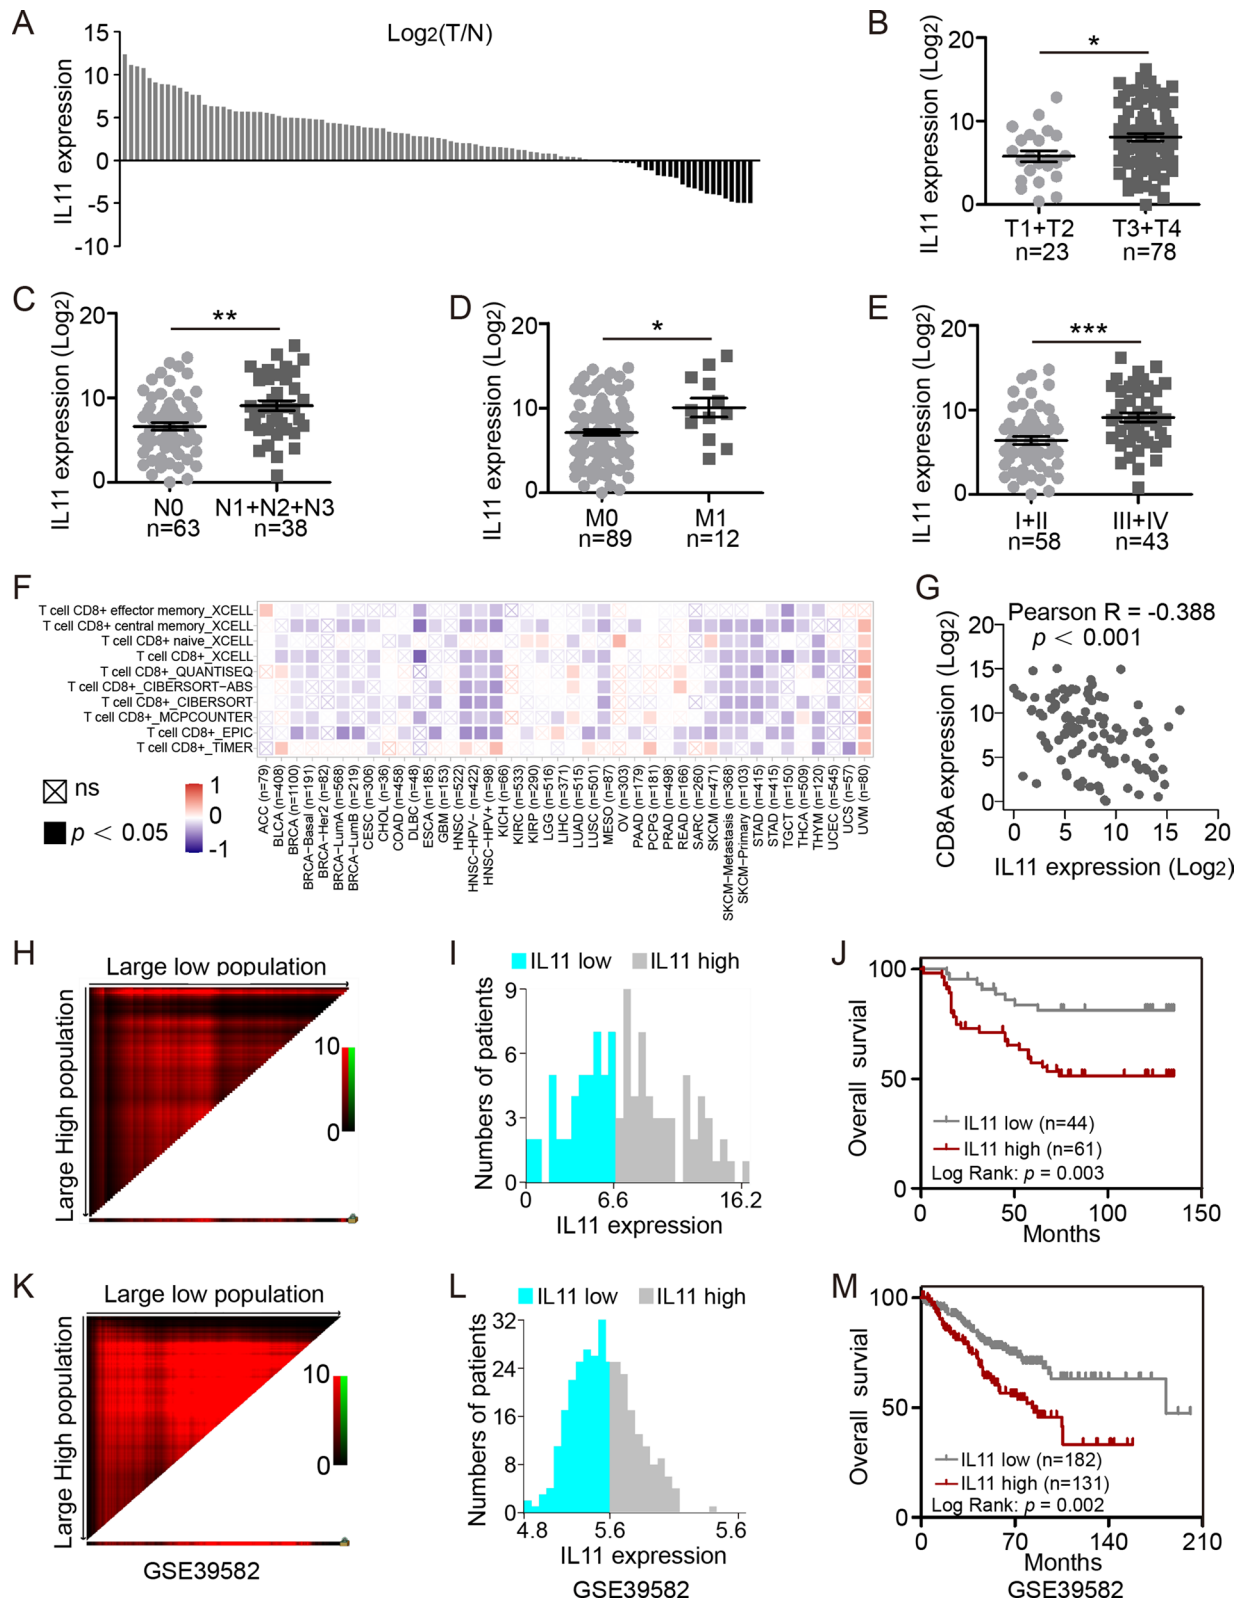 A
Log2(T/N)
IL11 expression
15
10
5
0
-5
-10
B
IL11 expression (Log2)
20
10
0
*
T1+T2
n=23
T3+T4
n=78
C
IL11 expression (Log2)
20
10
0
**
N0
n=63
N1+N2+N3
n=38
D
IL11 expression (Log2)
20
10
0
*
M0
n=89
M1
n=12
E
IL11 expression (Log2)
20
10
0
***
I+II
n=58
III+IV
n=43
F
T cell CD8+ effector memory_XCELL
T cell CD8+ central memory_XCELL
T cell CD8+ naive_XCELL
T cell CD8+_XCELL
T cell CD8+_QUANTISEQ
T cell CD8+_CIBERSORT−ABS
T cell CD8+_CIBERSORT
T cell CD8+_MCPCOUNTER
T cell CD8+_EPIC
T cell CD8+_TIMER
ns
p < 0.05
1
0
-1
ACC (n=79)
BLCA (n=408)
BRCA (n=1100)
BRCA−Basal (n=191)
BRCA−Her2 (n=82)
BRCA−LumA (n=568)
BRCA−LumB (n=219)
CESC (n=306)
CHOL (n=36)
COAD (n=458)
DLBC (n=48)
ESCA (n=185)
GBM (n=153)
HNSC (n=522)
HNSC−HPV− (n=422)
HNSC−HPV+ (n=98)
KICH (n=66)
KIRC (n=533)
KIRP (n=290)
LGG (n=516)
LIHC (n=371)
LUAD (n=515)
LUSC (n=501)
MESO (n=87)
OV (n=303)
PAAD (n=179)
PCPG (n=181)
PRAD (n=498)
READ (n=166)
SARC (n=260)
SKCM (n=471)
SKCM−Metastasis (n=368)
SKCM−Primary (n=103)
STAD (n=415)
STAD (n=415)
TGCT (n=150)
THCA (n=509)
THYM (n=120)
UCEC (n=545)
UCS (n=57)
UVM (n=80)
G
Pearson R = -0.388
p < 0.001
CD8A expression (Log2)
20
15
10
5
0
0 5 10 15 20
IL11 expression (Log2)
H
Large low population
Large High population
10
0
I
IL11 low
IL11 high
Numbers of patients
9
6
3
0
0 6.6 16.2
IL11 expression
J
Overall survial
100
50
0
IL11 low (n=44)
IL11 high (n=61)
Log Rank: p = 0.003
0 50 100 150
Months
K
Large low population
Large High population
10
0
GSE39582
L
IL11 low
IL11 high
Numbers of patients
32
24
16
8
0
4.8 5.6 5.6
IL11 expression
GSE39582
M
Overall survial
100
50
0
IL11 low (n=182)
IL11 high (n=131)
Log Rank: p = 0.002
0 70 140 210
Months
GSE39582